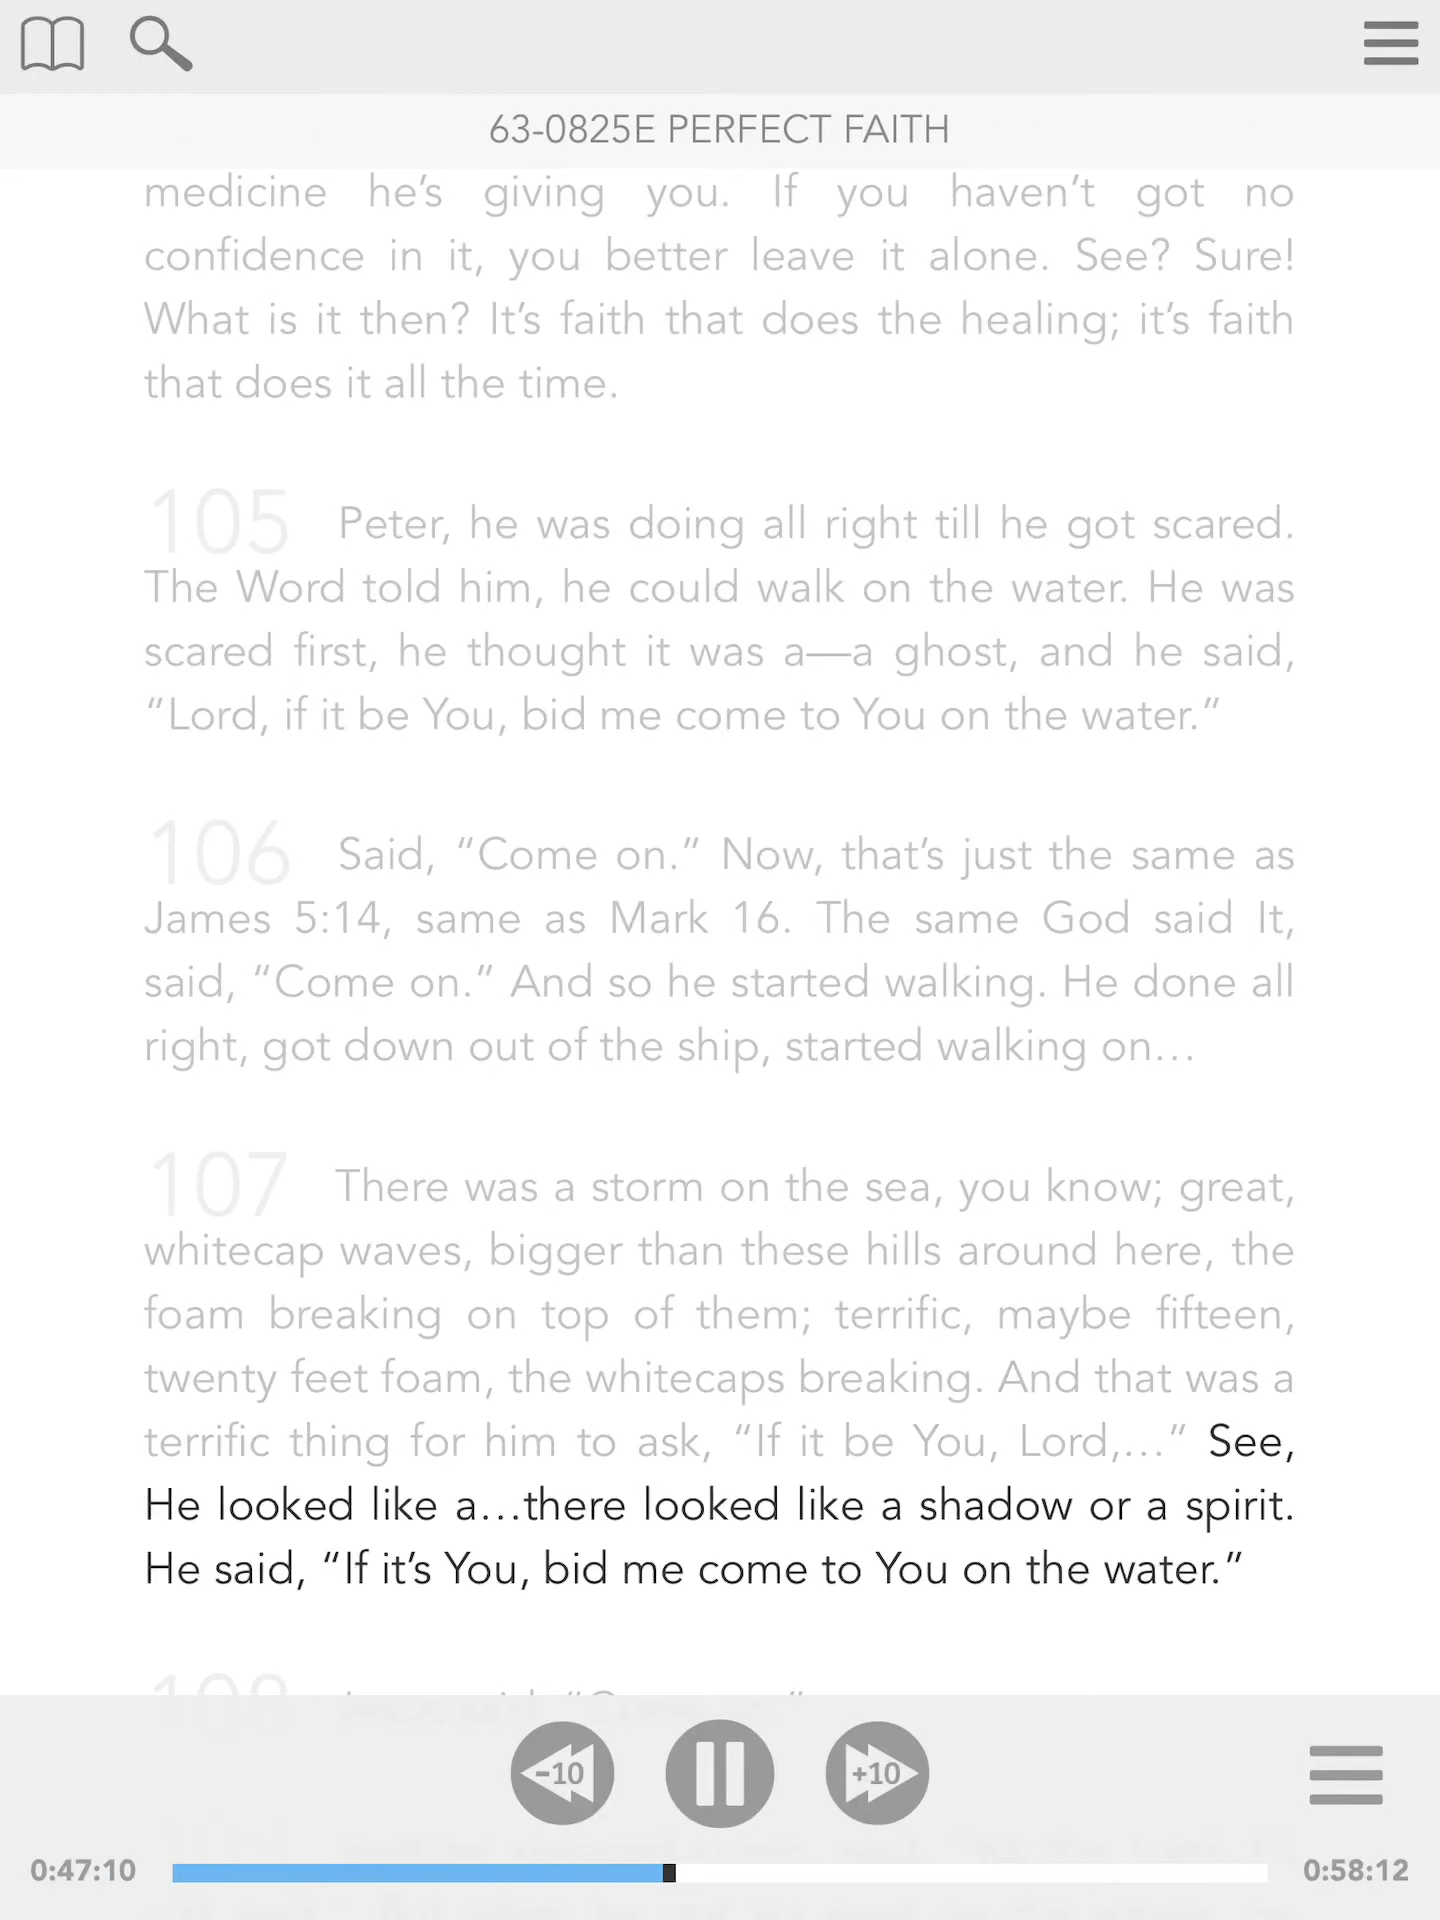 63-0825E PERFECT FAITH
medicine he’s giving you. If you haven’t got no
confidence in it, you better leave it alone. See? Sure!
What is it then? It’s faith that does the healing; it’s faith
that does it all the time.
105 Peter, he was doing all right till he got scared.
The Word told him, he could walk on the water. He was
scared first, he thought it was a—a ghost, and he said,
“Lord, if it be You, bid me come to You on the water.”
106 Said, “Come on.” Now, that’s just the same as
James 5:14, same as Mark 16. The same God said It,
said, “Come on.” And so he started walking. He done all
right, got down out of the ship, started walking on…
107 There was a storm on the sea, you know; great,
whitecap waves, bigger than these hills around here, the
foam breaking on top of them; terrific, maybe fifteen,
twenty feet foam, the whitecaps breaking. And that was a
terrific thing for him to ask, “If it be You, Lord,…” See,
He looked like a…there looked like a shadow or a spirit.
He said, “If it’s You, bid me come to You on the water.”
108 Jesus said, “Come on.”
-10 +10
0:47:10 0:58:12